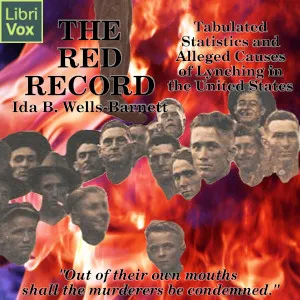 Libri
Vox
THE
RED
RECORD
Ida B. Wells-Barnett
Tabulated
Statistics and
Alleged Causes
of Lynching in
the United States
"Out of their own mouths
shall the murderers be condemned."